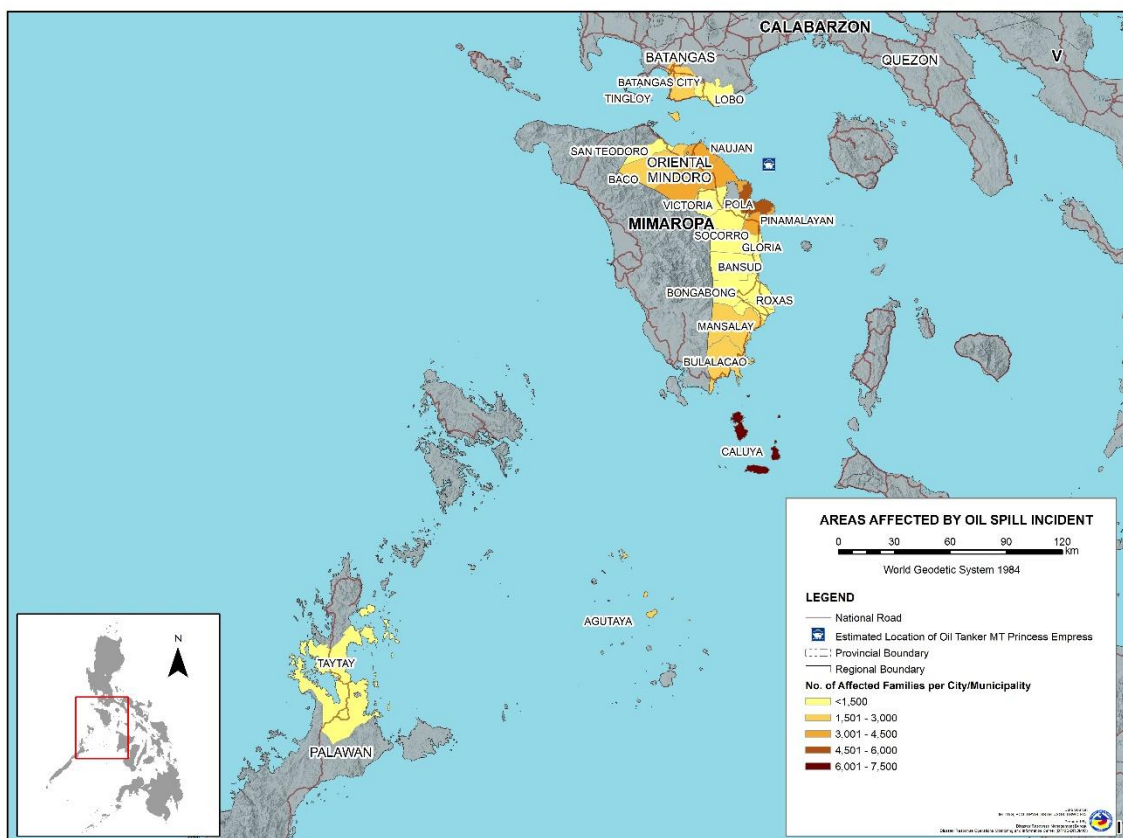 CALABARZON
V
BATANGAS
QUEZON
BATANGAS CITY
TINGLOY
LOBO
SAN TEODORO
NAUJAN
ORIENTAL
MINDORO
BACO
VICTORIA
POLA
MIMAROPA
PINAMALAYAN
SOCORRO
GLORIA
BANSUD
BONGABONG
ROXAS
MANSALAY
BULALACAO
CALUYA
AGUTAYA
TAYTAY
PALAWAN
N
AREAS AFFECTED BY OIL SPILL INCIDENT
0 30 60 90 120
km
World Geodetic System 1984
LEGEND
National Road
Estimated Location of Oil Tanker MT Princess Empress
Provincial Boundary
Regional Boundary
No. of Affected Families per City/Municipality
<1,500
1,501 - 3,000
3,001 - 4,500
4,501 - 6,000
6,001 - 7,500